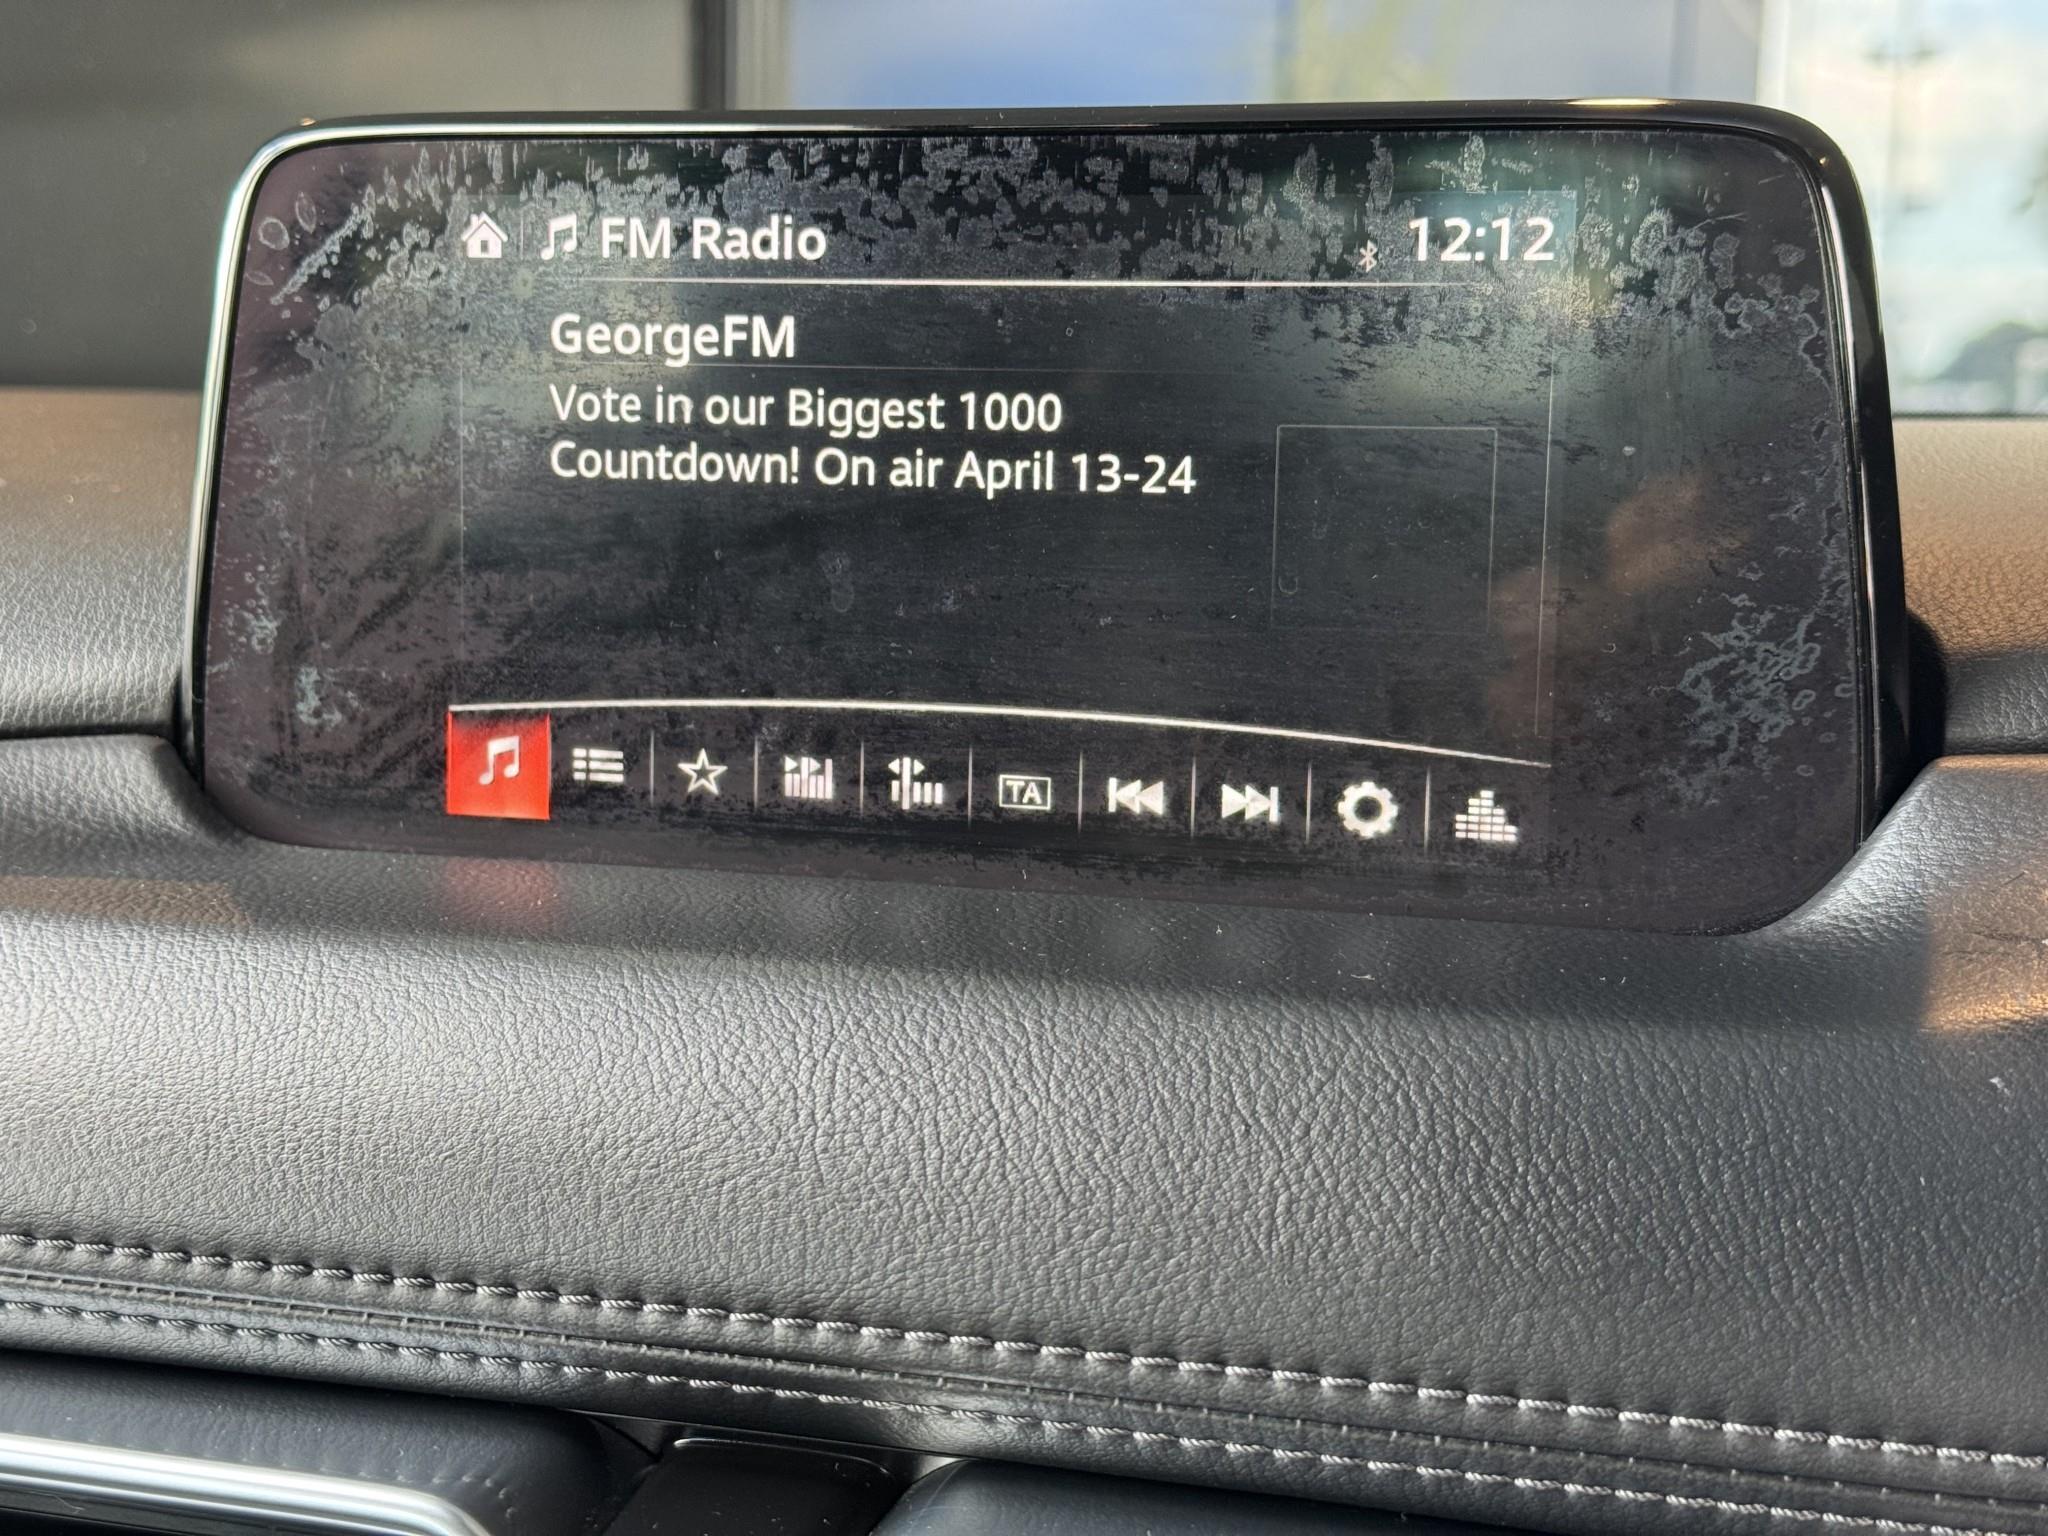 FM Radio 12:12
GeorgeFM
Vote in our Biggest 1000
Countdown! On air April 13-24
TA